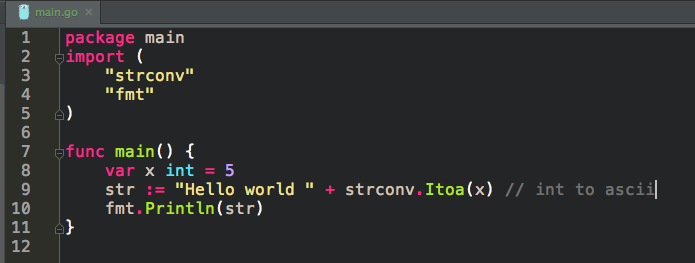 main.go ×
1 package main
2 import (
3     "strconv"
4     "fmt"
5 )
6
7 func main() {
8     var x int = 5
9     str := "Hello world " + strconv.Itoa(x) // int to ascii
10     fmt.Println(str)
11 }
12